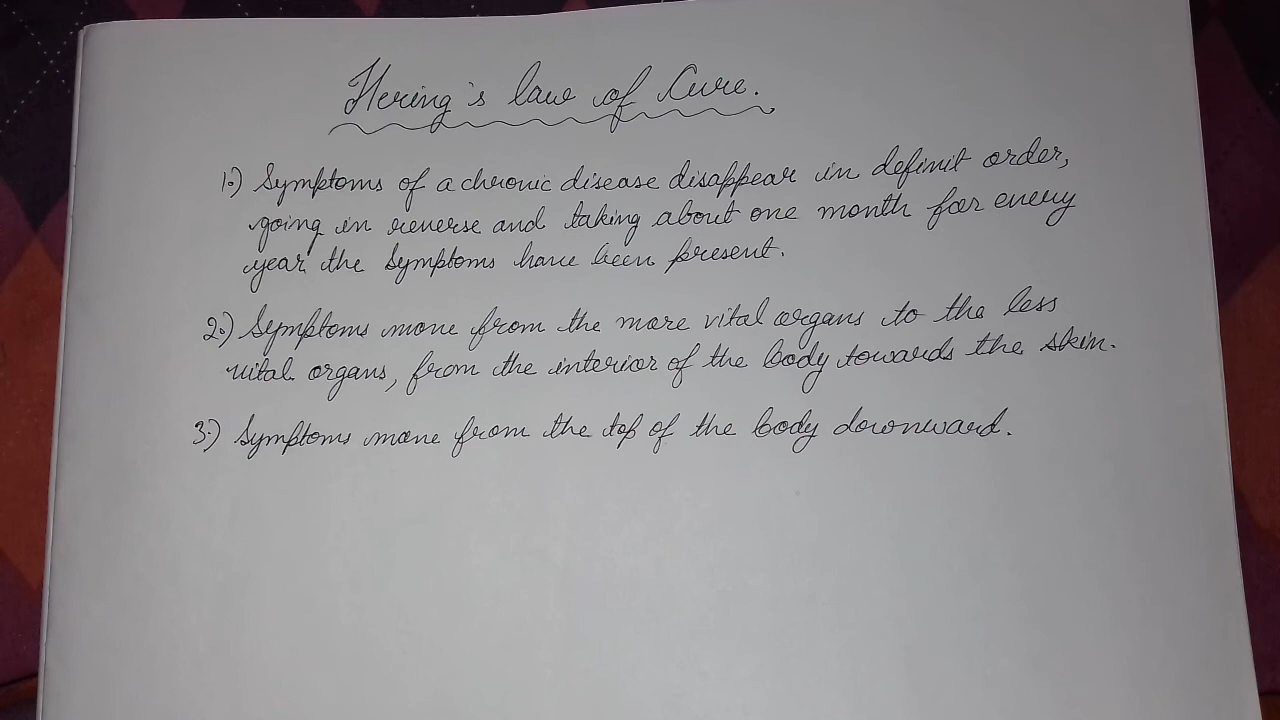 Hering's law of Cure.
1.) Symptoms of a chronic disease disappear in definit order,
going in reverse and taking about one month for every
year the symptoms have been present.
2.) Symptoms move from the more vital organs to the less
vital organs, from the interior of the body towards the skin.
3.) Symptoms move from the top of the body downward.